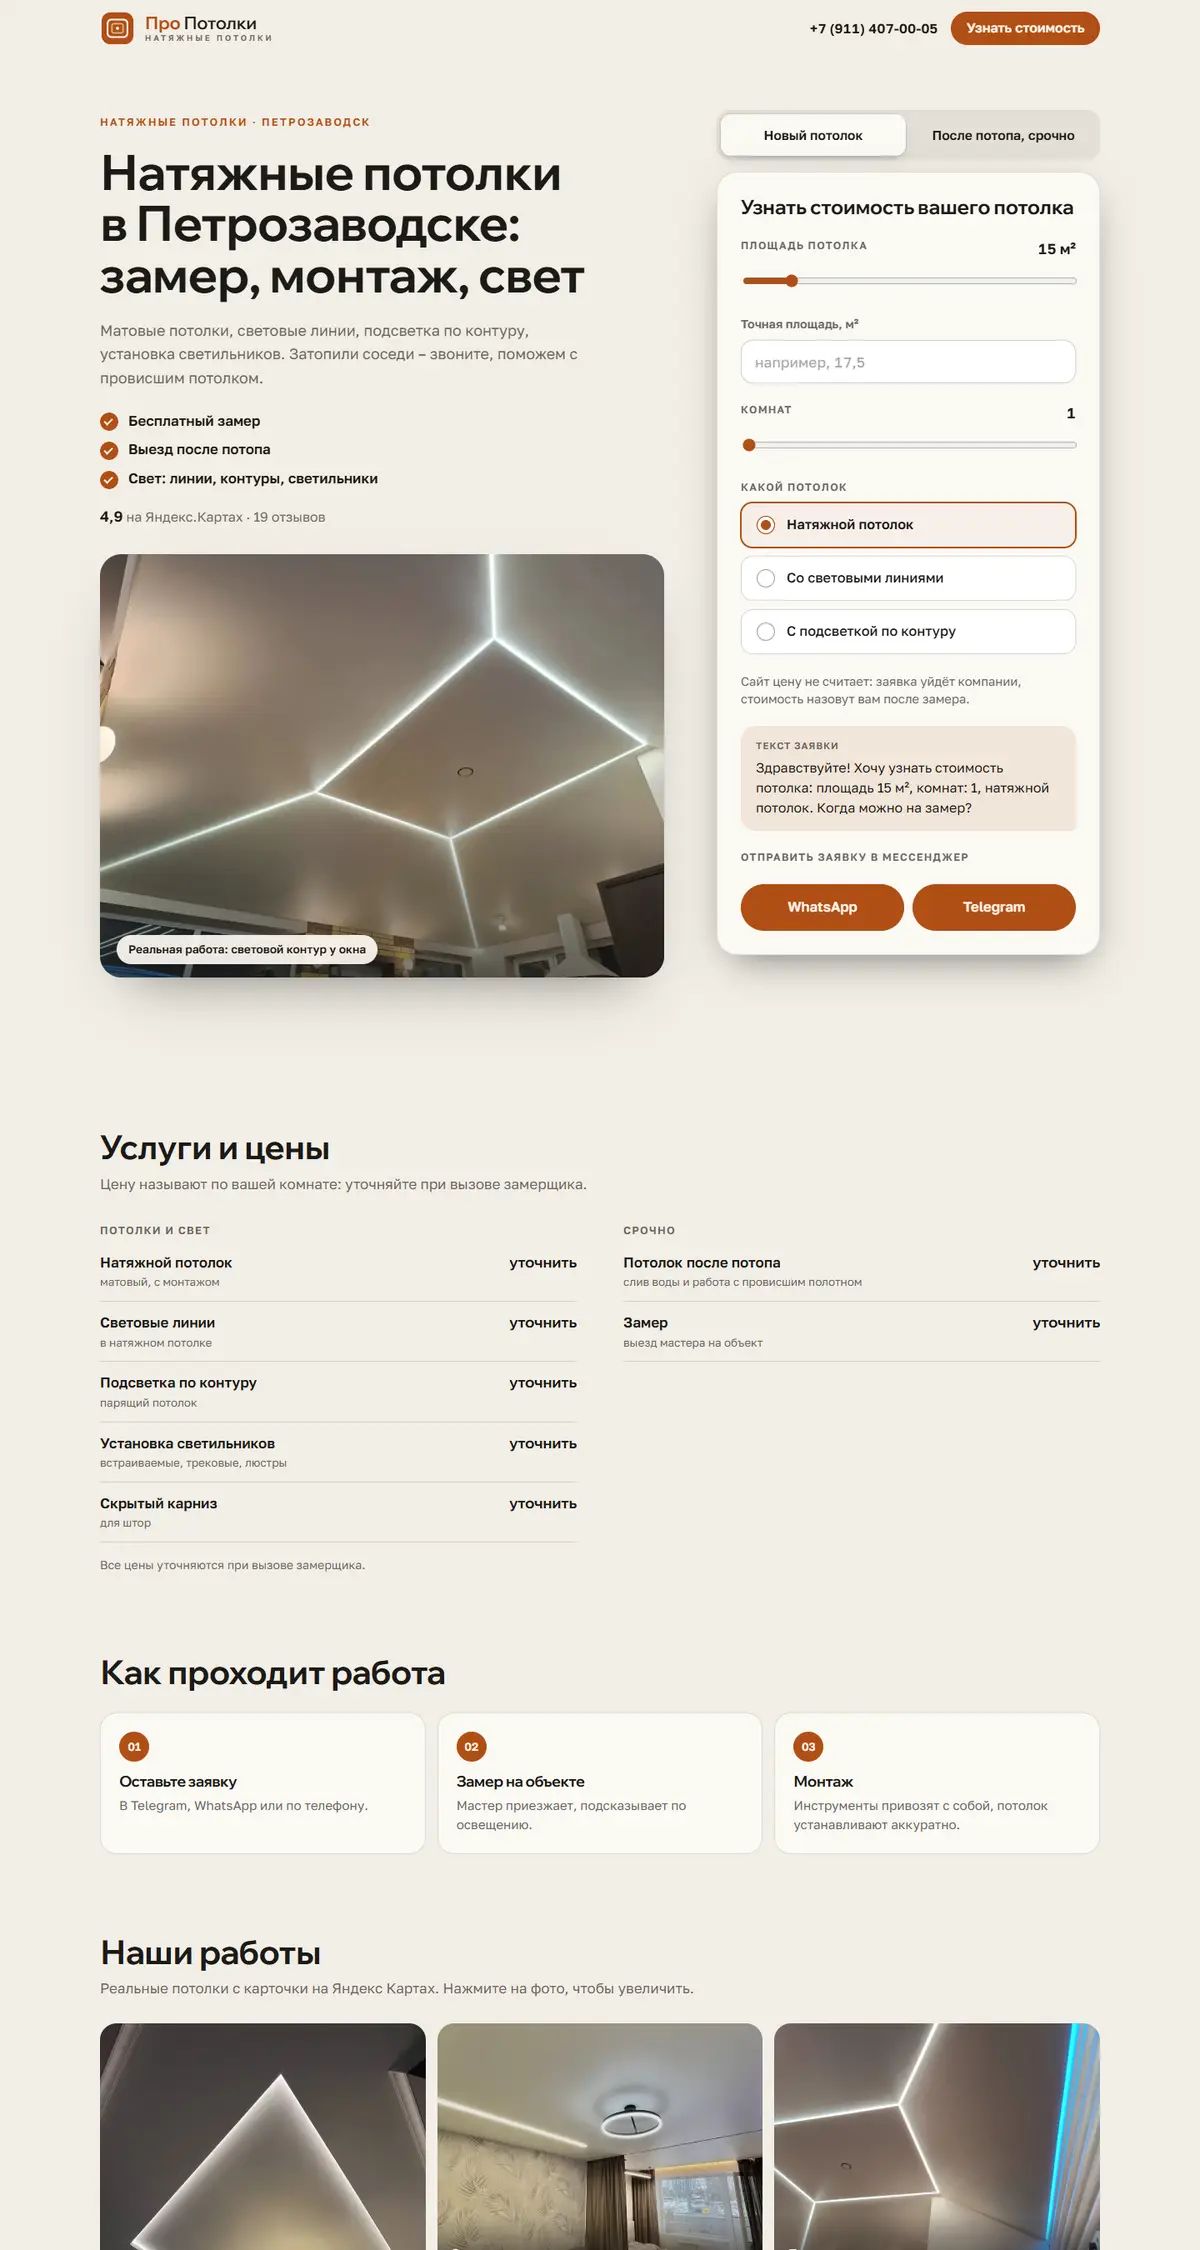 Про Потолки
НАТЯЖНЫЕ ПОТОЛКИ
+7 (911) 407-00-05
Узнать стоимость
НАТЯЖНЫЕ ПОТОЛКИ · ПЕТРОЗАВОДСК
Натяжные потолки
в Петрозаводске:
замер, монтаж, свет
Матовые потолки, световые линии, подсветка по контуру,
установка светильников. Затопили соседи – звоните, поможем с
провисшим потолком.
Бесплатный замер
Выезд после потопа
Свет: линии, контуры, светильники
4,9 на Яндекс.Картах · 19 отзывов
Реальная работа: световой контур у окна
Новый потолок
После потопа, срочно
Узнать стоимость вашего потолка
ПЛОЩАДЬ ПОТОЛКА
15 м²
Точная площадь, м²
например, 17,5
КОМНАТ
1
КАКОЙ ПОТОЛОК
Натяжной потолок
Со световыми линиями
С подсветкой по контуру
Сайт цену не считает: заявка уйдёт компании,
стоимость назовут вам после замера.
ТЕКСТ ЗАЯВКИ
Здравствуйте! Хочу узнать стоимость
потолка: площадь 15 м², комнат: 1, натяжной
потолок. Когда можно на замер?
ОТПРАВИТЬ ЗАЯВКУ В МЕССЕНДЖЕР
WhatsApp
Telegram
Услуги и цены
Цену называют по вашей комнате: уточняйте при вызове замерщика.
ПОТОЛКИ И СВЕТ
Натяжной потолок
уточнить
матовый, с монтажом
Световые линии
уточнить
в натяжном потолке
Подсветка по контуру
уточнить
парящий потолок
Установка светильников
уточнить
встраиваемые, трековые, люстры
Скрытый карниз
уточнить
для штор
Все цены уточняются при вызове замерщика.
СРОЧНО
Потолок после потопа
уточнить
слив воды и работа с провисшим полотном
Замер
уточнить
выезд мастера на объект
Как проходит работа
01
Оставьте заявку
В Telegram, WhatsApp или по телефону.
02
Замер на объекте
Мастер приезжает, подсказывает по
освещению.
03
Монтаж
Инструменты привозят с собой, потолок
устанавливают аккуратно.
Наши работы
Реальные потолки с карточки на Яндекс Картах. Нажмите на фото, чтобы увеличить.